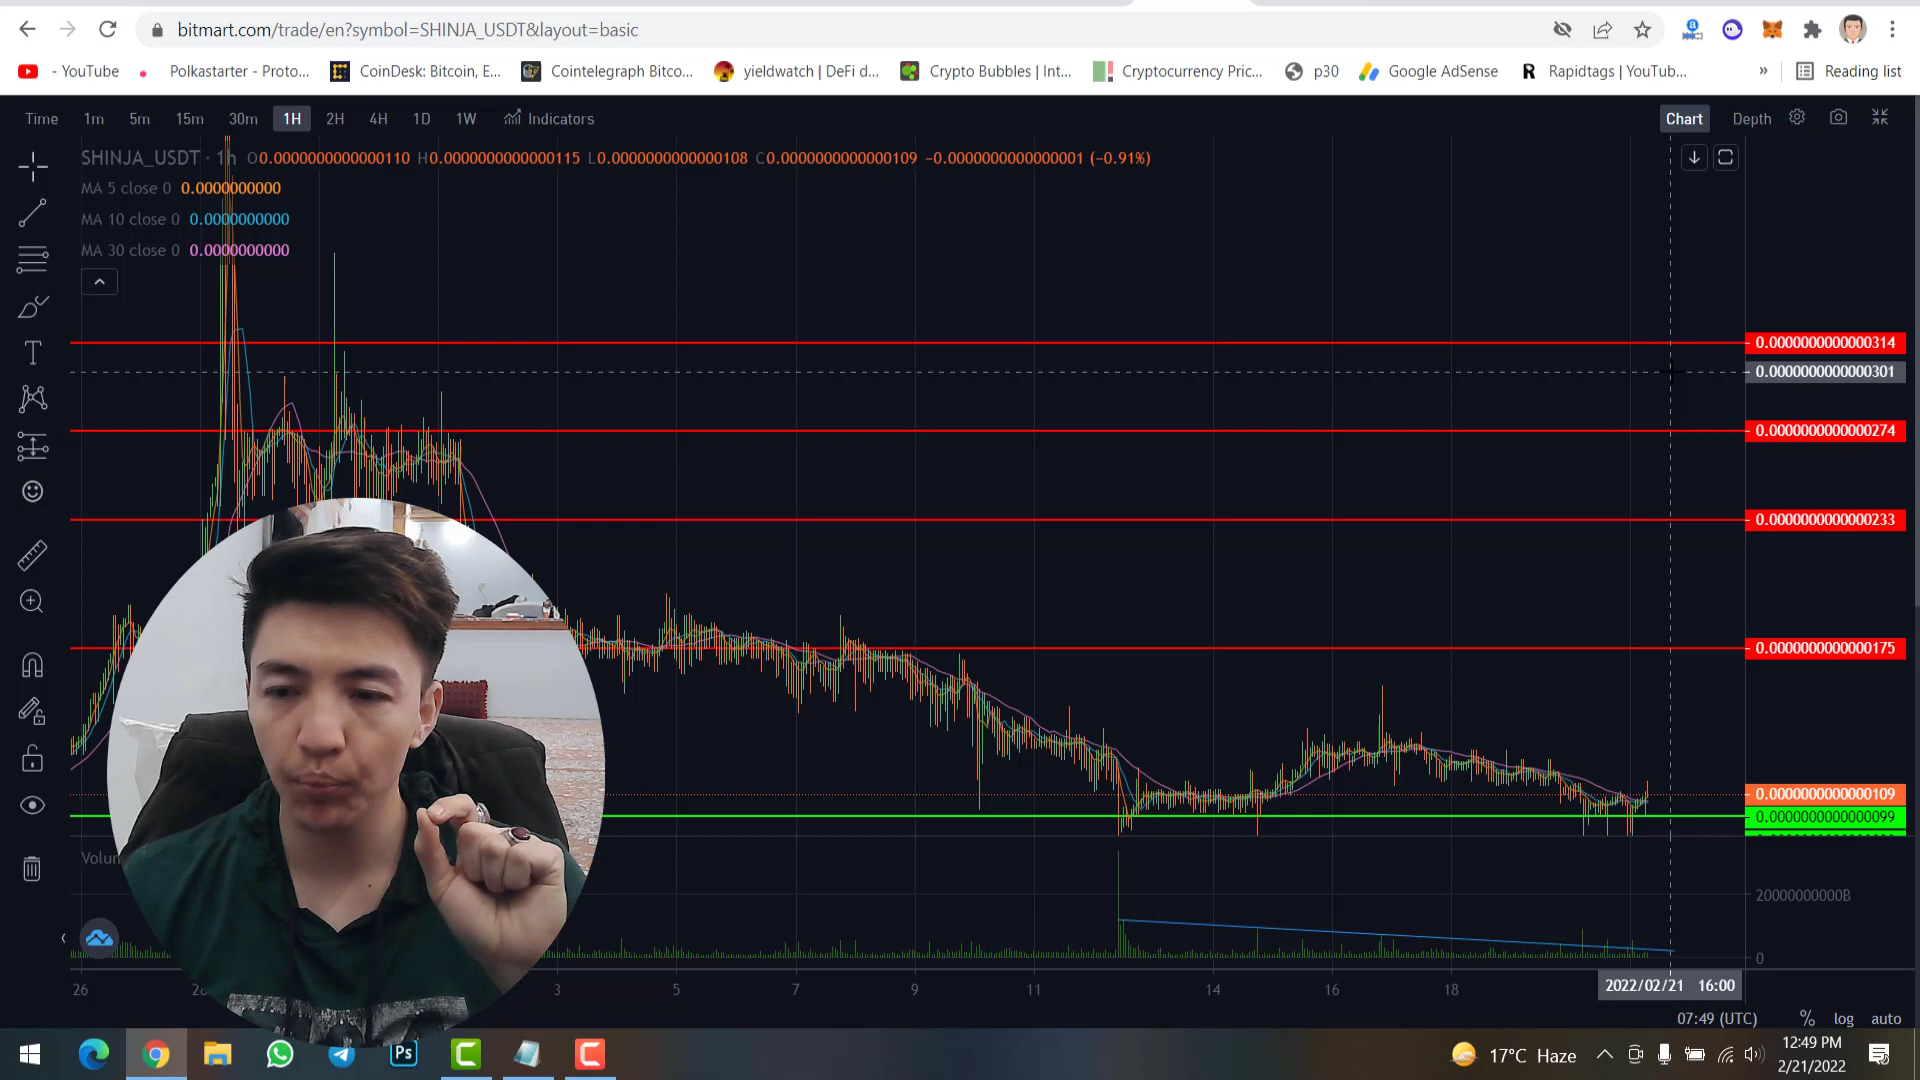 bitmart.com/trade/en?symbol=SHINJA_USDT&layout=basic
- YouTube
Polkastarter - Proto...
CoinDesk: Bitcoin, E...
Cointelegraph Bitco...
yieldwatch | DeFi d...
Crypto Bubbles | Int...
Cryptocurrency Pric...
p30
Google AdSense
Rapidtags | YouTub...
»
Reading list
Time 1m 5m 15m 30m 1H 2H 4H 1D 1W Indicators
Chart Depth
SHINJA_USDT · 1h O0.0000000000000110 H0.0000000000000115 L0.0000000000000108 C0.0000000000000109 −0.0000000000000001 (−0.91%)
MA 5 close 0 0.0000000000
MA 10 close 0 0.0000000000
MA 30 close 0 0.0000000000
0.0000000000000314
0.0000000000000301
0.0000000000000274
0.0000000000000233
0.0000000000000175
0.0000000000000109
0.0000000000000099
Volum
20000000000B
0
26 3 5 7 9 11 14 16 18
2022/02/21 16:00
07:49 (UTC) % log auto
Ps
17°C Haze
12:49 PM
2/21/2022